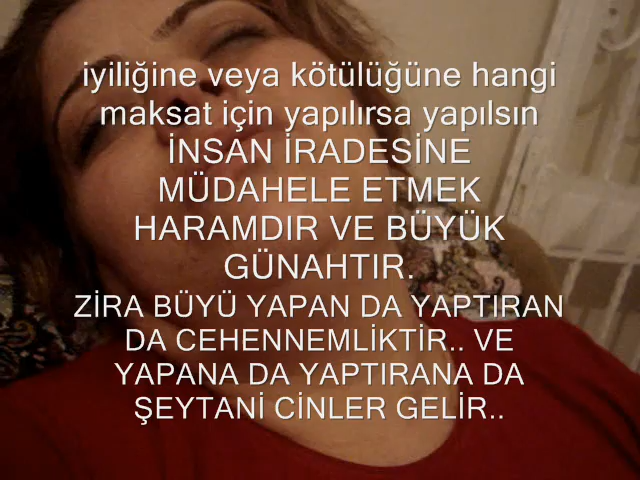 iyiliğine veya kötülüğüne hangi
maksat için yapılırsa yapılsın
İNSAN İRADESİNE
MÜDAHELE ETMEK
HARAMDIR VE BÜYÜK
GÜNAHTIR.
ZİRA BÜYÜ YAPAN DA YAPTIRAN
DA CEHENNEMLİKTİR.. VE
YAPANA DA YAPTIRANA DA
ŞEYTANİ CİNLER GELİR..